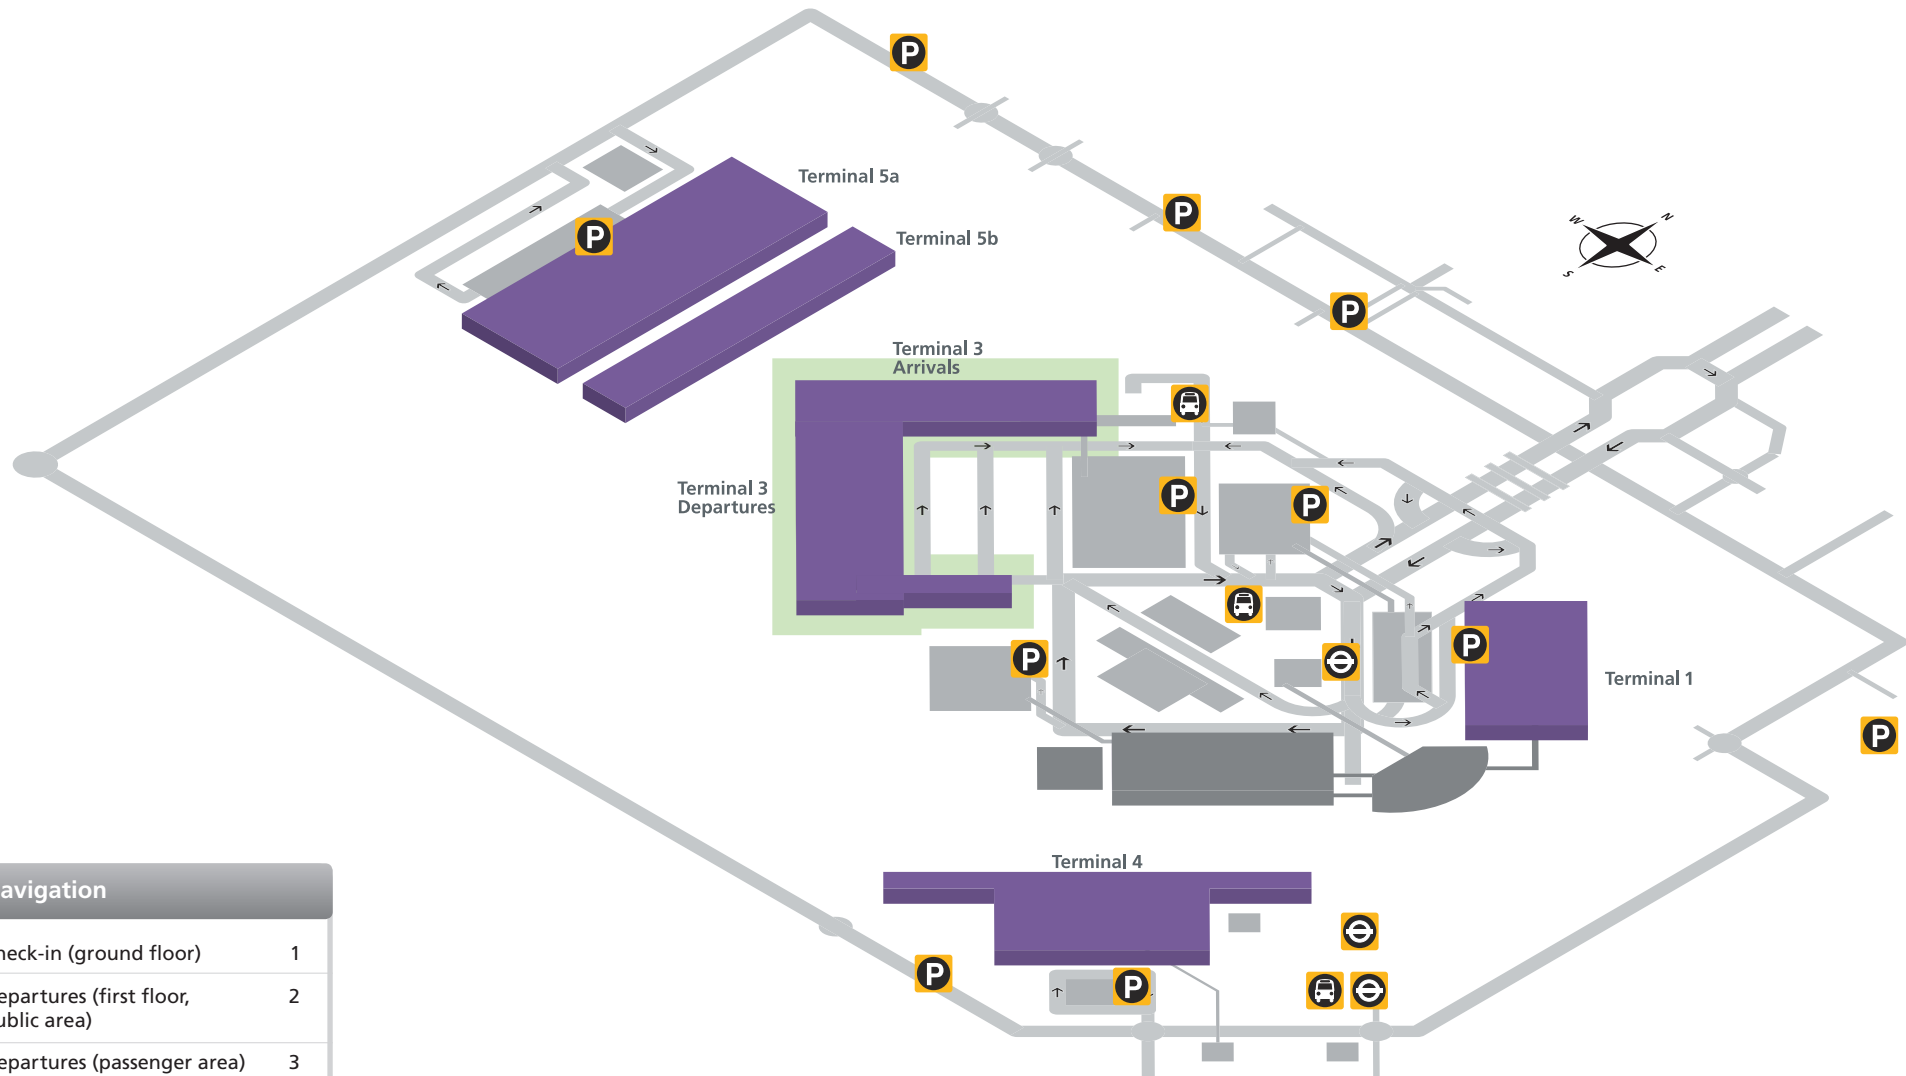 P
P
Terminal 5a
P
W
N
P
Terminal 5b
S
E
P
Terminal 3
Arrivals
Terminal 3
Departures
P
P
P
P
Terminal 1
P
Terminal 4
avigation
heck-in (ground floor) 1
epartures (first floor, 2
ublic area)
epartures (passenger area) 3
P
P